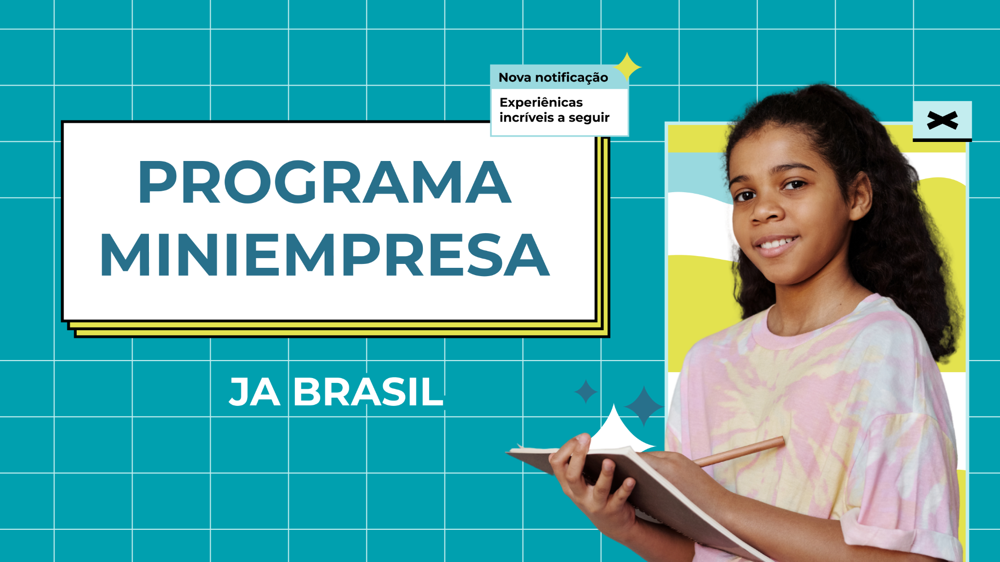 Nova notificação
Experiênicas
incríveis a seguir
PROGRAMA
MINIEMPRESA
JA BRASIL